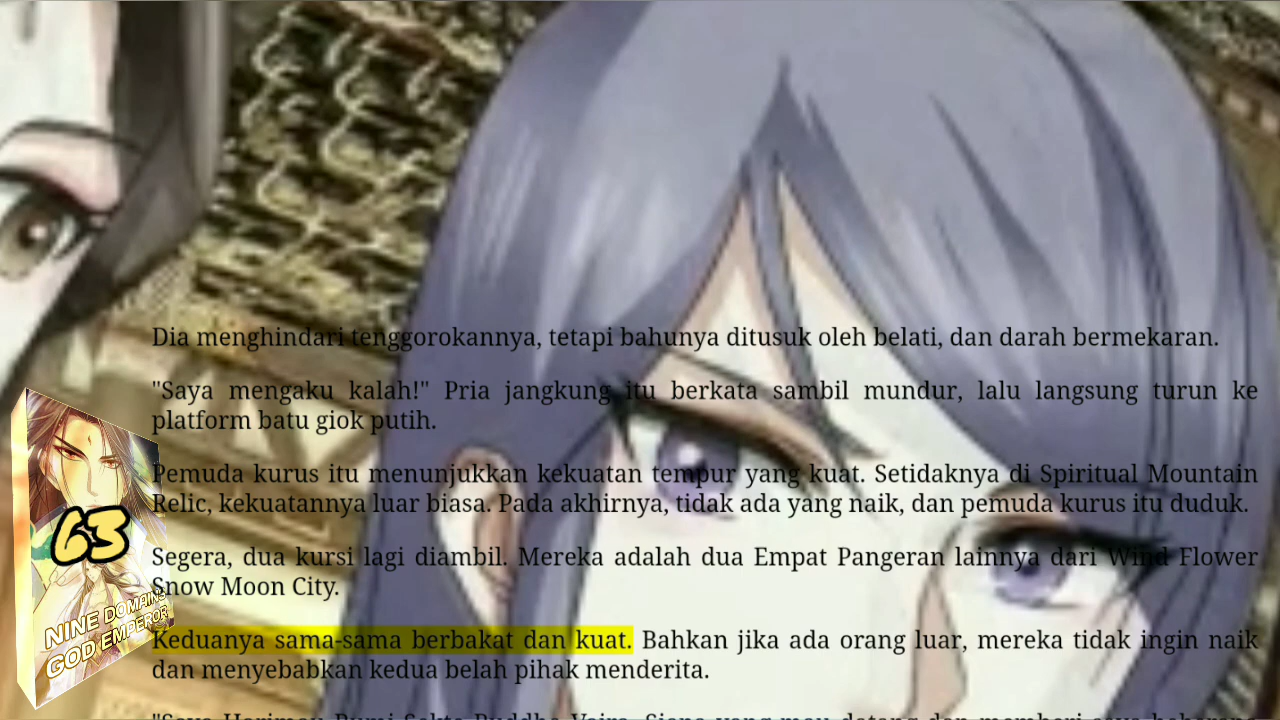 Dia menghindari tenggorokannya, tetapi bahunya ditusuk oleh belati, dan darah bermekaran.
"Saya mengaku kalah!" Pria jangkung itu berkata sambil mundur, lalu langsung turun ke
platform batu giok putih.
Pemuda kurus itu menunjukkan kekuatan tempur yang kuat. Setidaknya di Spiritual Mountain
Relic, kekuatannya luar biasa. Pada akhirnya, tidak ada yang naik, dan pemuda kurus itu duduk.
Segera, dua kursi lagi diambil. Mereka adalah dua Empat Pangeran lainnya dari Wind Flower
Snow Moon City.
Keduanya sama-sama berbakat dan kuat. Bahkan jika ada orang luar, mereka tidak ingin naik
dan menyebabkan kedua belah pihak menderita.
63
NINE DOMAINS
GOD EMPEROR